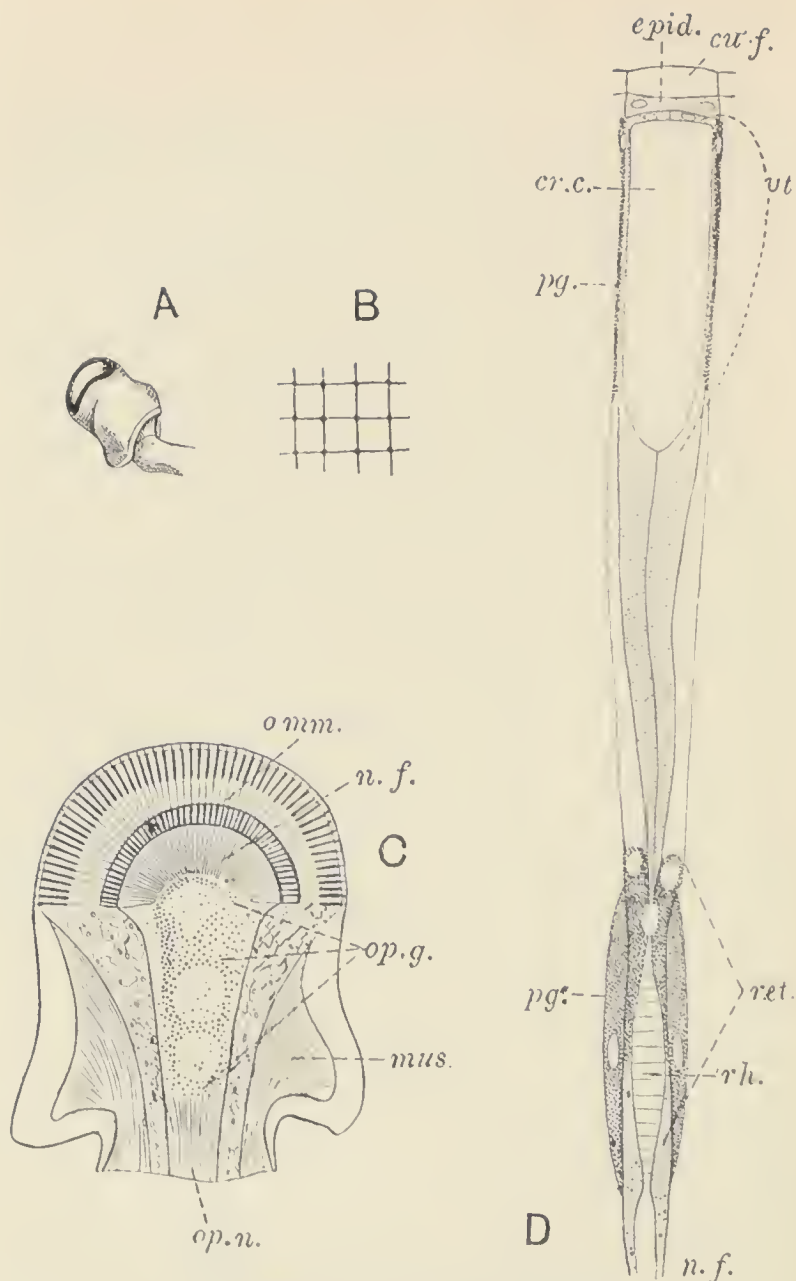 epid.
cu.f.
cr.c.
vt
pg.
A
B
omm.
n. f.
C
op.g.
mus.
pg.
ret.
rh.
op.n.
D
n. f.